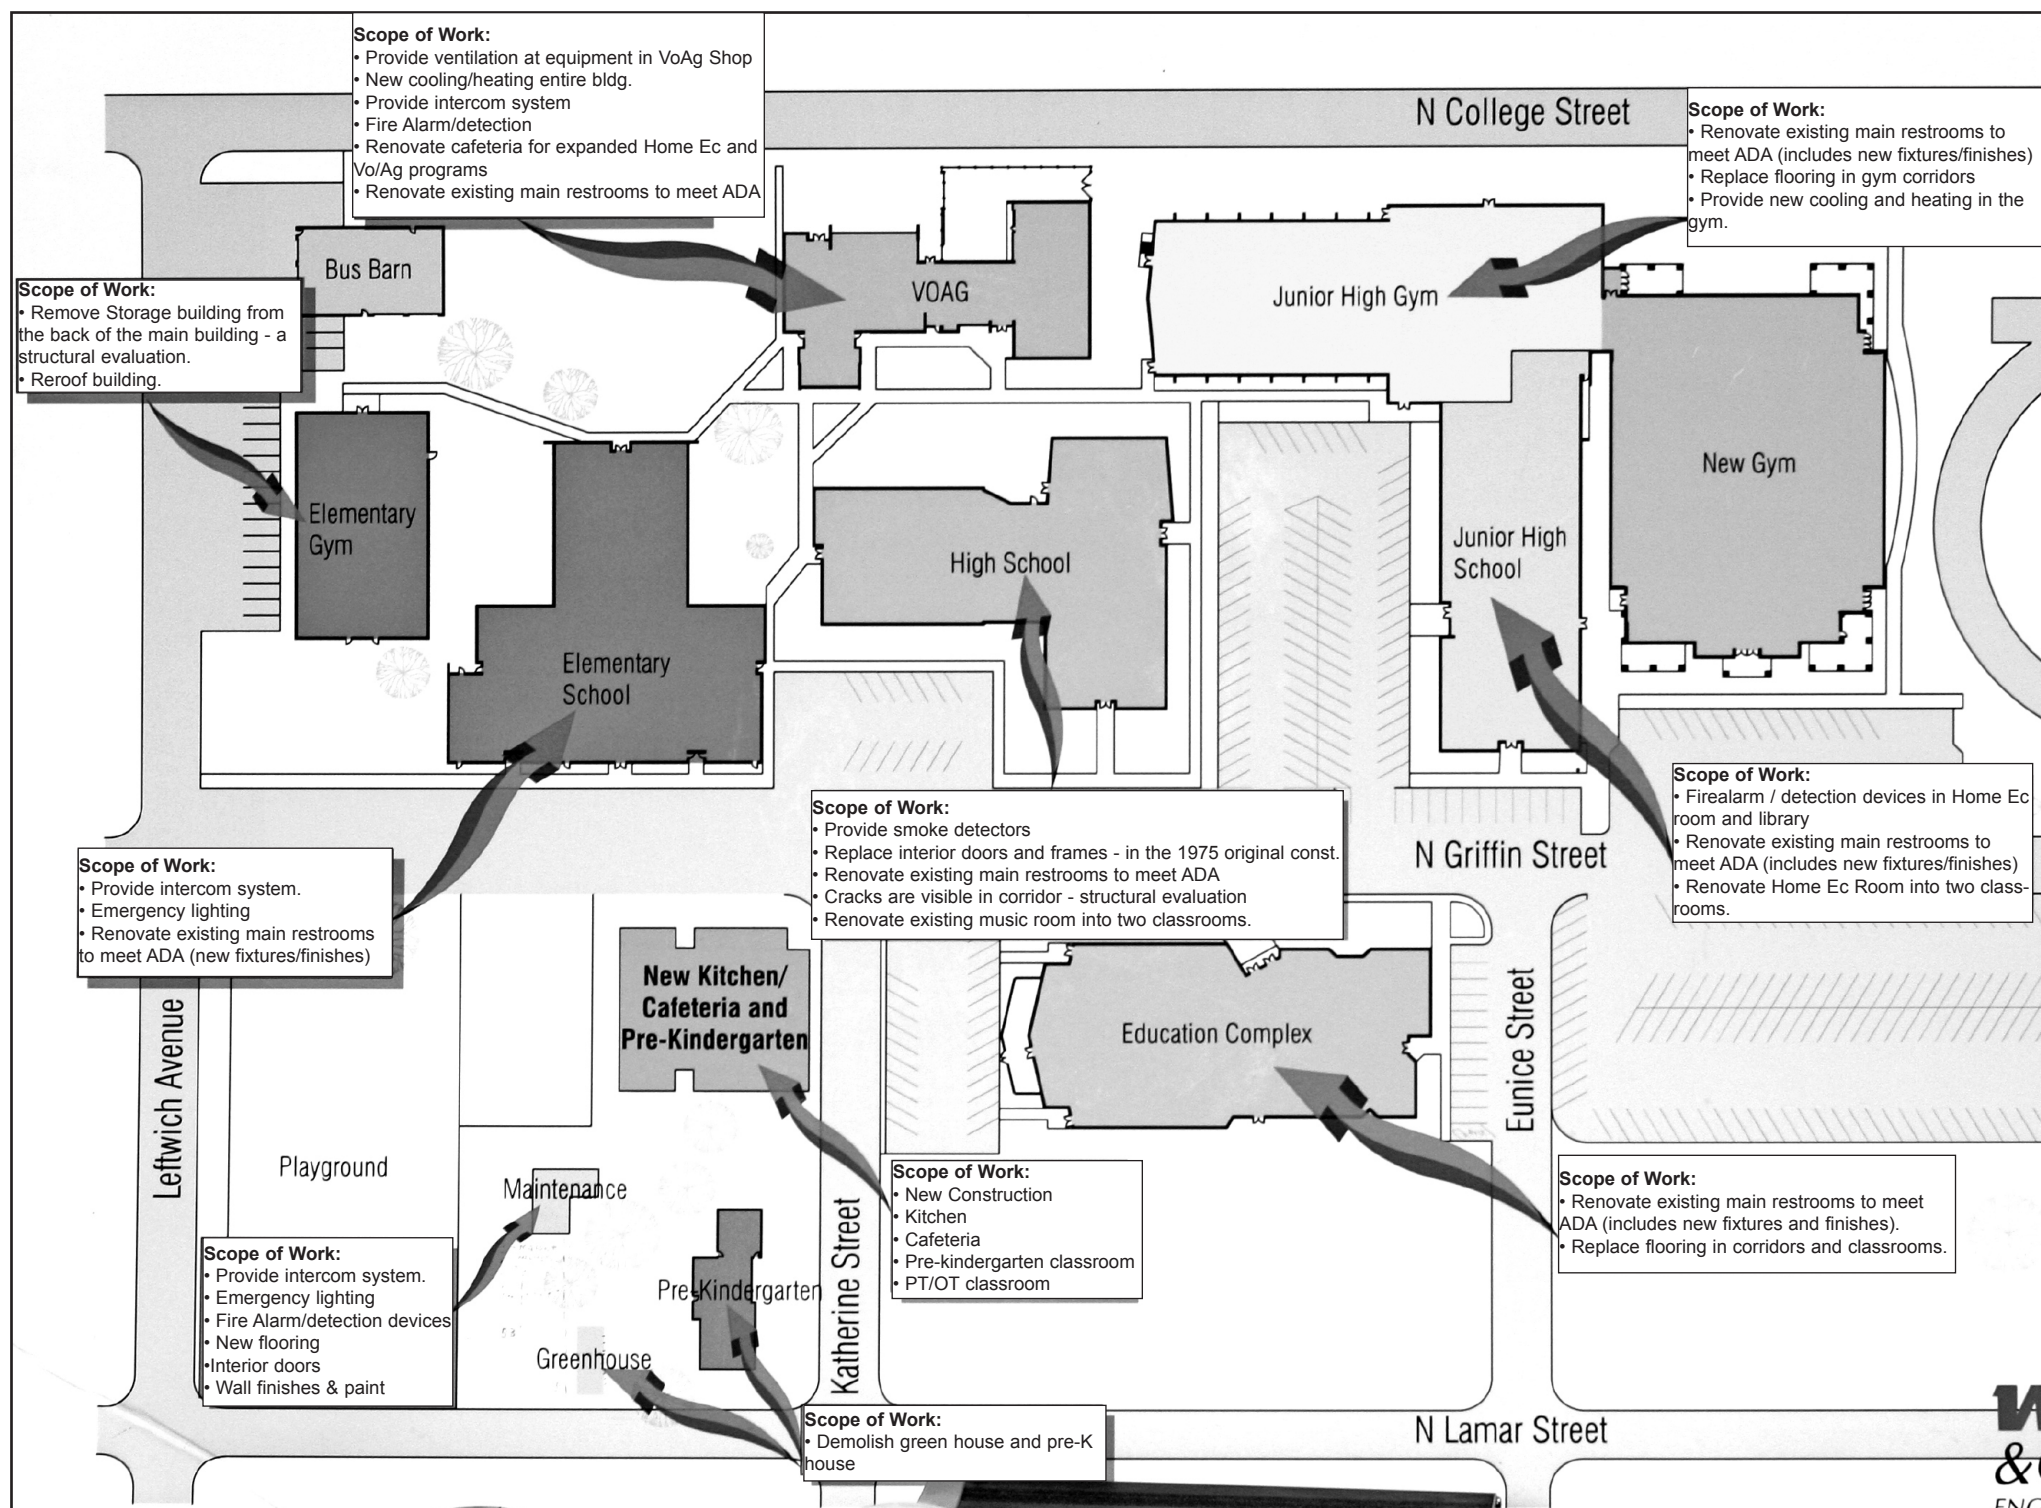 Scope of Work:
• Provide ventilation at equipment in VoAg Shop
• New cooling/heating entire bldg.
• Provide intercom system
• Fire Alarm/detection
• Renovate cafeteria for expanded Home Ec and
Vo/Ag programs
• Renovate existing main restrooms to meet ADA
N College Street
Scope of Work:
• Renovate existing main restrooms to
meet ADA (includes new fixtures/finishes)
• Replace flooring in gym corridors
• Provide new cooling and heating in the
gym.
Bus Barn
VOAG
Junior High Gym
Scope of Work:
• Remove Storage building from
the back of the main building - a
structural evaluation.
• Reroof building.
Elementary
Gym
High School
Junior High
School
New Gym
Elementary
School
Scope of Work:
• Provide smoke detectors
• Replace interior doors and frames - in the 1975 original const.
• Renovate existing main restrooms to meet ADA
• Cracks are visible in corridor - structural evaluation
• Renovate existing music room into two classrooms.
N Griffin Street
Scope of Work:
• Firealarm / detection devices in Home Ec
room and library
• Renovate existing main restrooms to
meet ADA (includes new fixtures/finishes)
• Renovate Home Ec Room into two class-
rooms.
Scope of Work:
• Provide intercom system.
• Emergency lighting
• Renovate existing main restrooms
to meet ADA (new fixtures/finishes)
New Kitchen/
Cafeteria and
Pre-Kindergarten
Education Complex
Eunice Street
Leftwich Avenue
Playground
Maintenance
Scope of Work:
• New Construction
• Kitchen
• Cafeteria
• Pre-kindergarten classroom
• PT/OT classroom
Scope of Work:
• Renovate existing main restrooms to meet
ADA (includes new fixtures and finishes).
• Replace flooring in corridors and classrooms.
Scope of Work:
• Provide intercom system.
• Emergency lighting
• Fire Alarm/detection devices
• New flooring
•Interior doors
• Wall finishes & paint
Pre-Kindergarten
Katherine Street
Greenhouse
Scope of Work:
• Demolish green house and pre-K
house
N Lamar Street
&